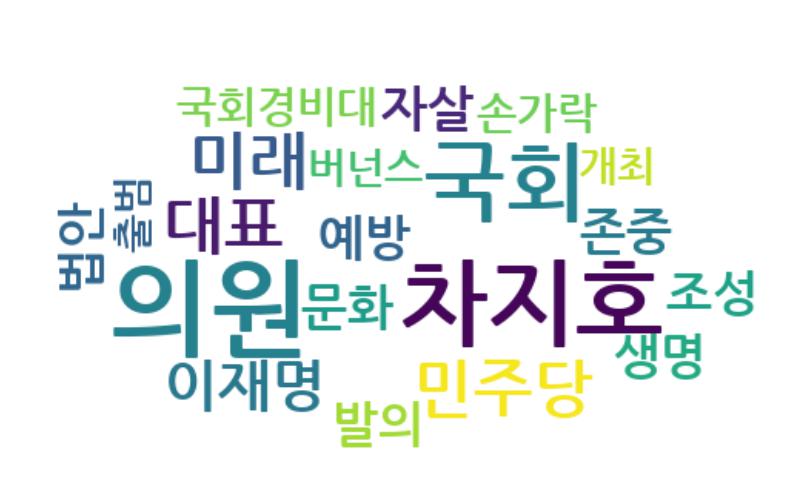 국회경비대 자살 손가락
미래 버넌스 국회 개최
법안 출범 대표 예방 존중
의원 문화 차지호 조성
이재명 민주당 생명
발의